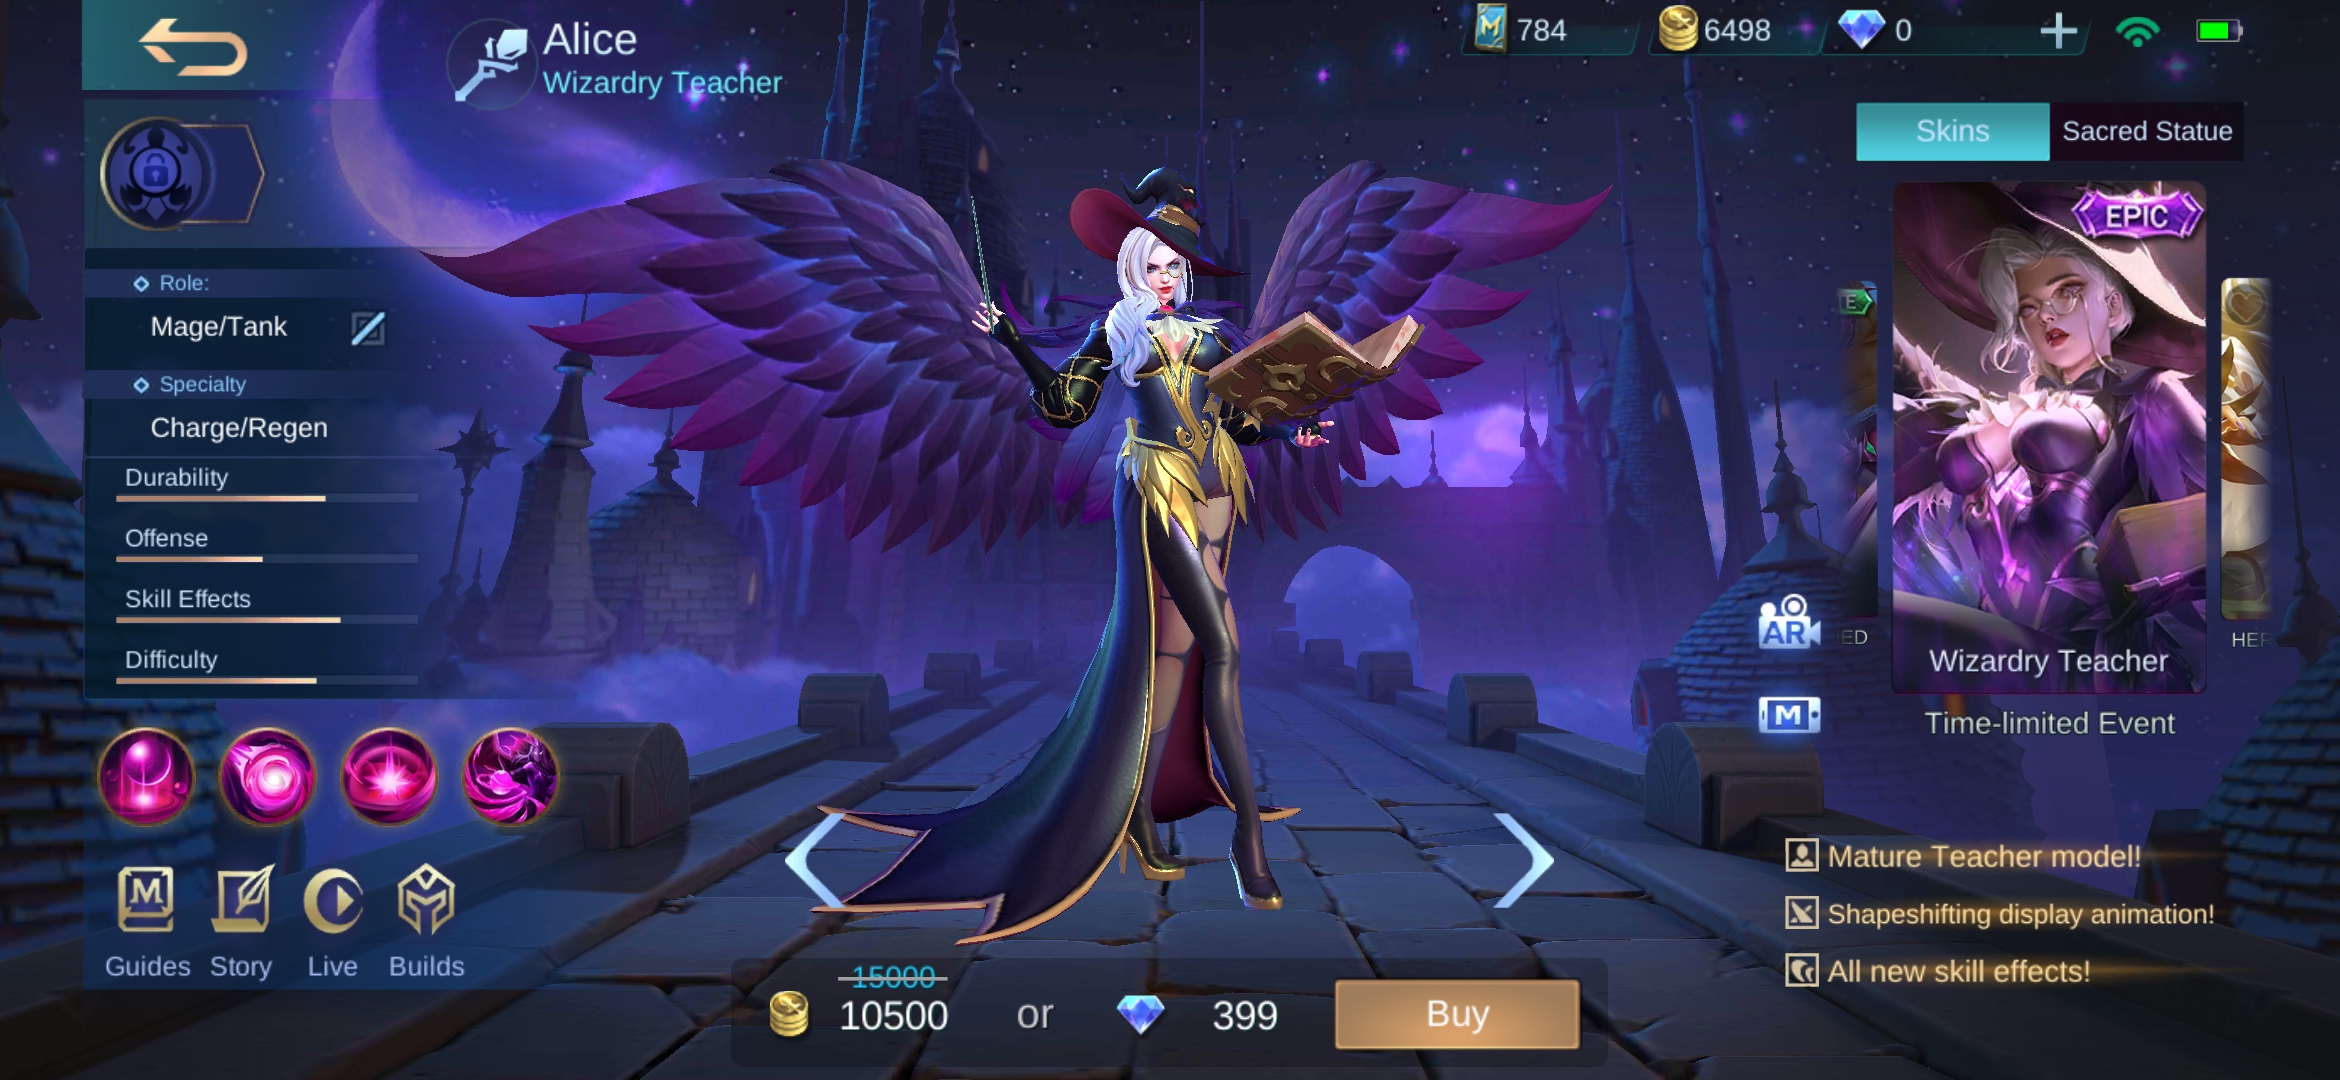 Alice
Wizardry Teacher
784
6498
0
Skins
Sacred Statue
Role:
Mage/Tank
Specialty
Charge/Regen
Durability
Offense
Skill Effects
Difficulty
EPIC
E
AR
ED
HER
M
Wizardry Teacher
Time-limited Event
Mature Teacher model!
Shapeshifting display animation!
All new skill effects!
Guides
Story
Live
Builds
15000
10500
or
399
Buy